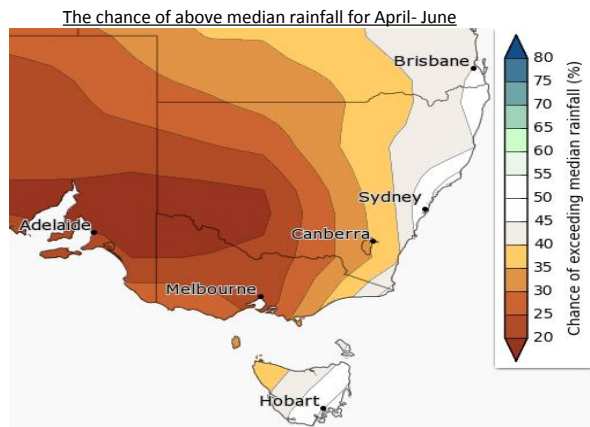 The chance of above median rainfall for April- June
Brisbane
Sydney
Canberra
Adelaide
Melbourne
Hobart
80
75
70
65
60
55
50
45
40
35
30
25
20
Chance of exceeding median rainfall (%)